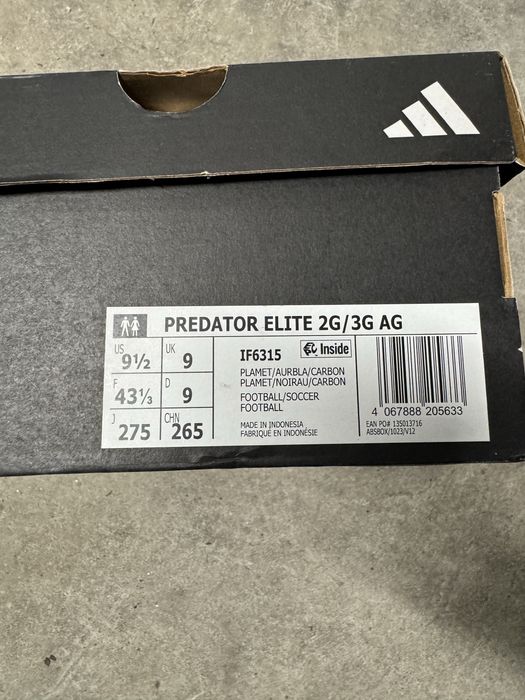 PREDATOR ELITE 2G/3G AG
US 9½ UK 9
F 43⅓ D 9
J 275 CHN 265
IF6315 Inside
PLAMET/AURBLA/CARBON
PLAMET/NOIRAU/CARBON
FOOTBALL/SOCCER
FOOTBALL
MADE IN INDONESIA
FABRIQUE EN INDONÉSIE
4 067888 205633
EAN PO# 135013716
ABSBOX/1023/V12